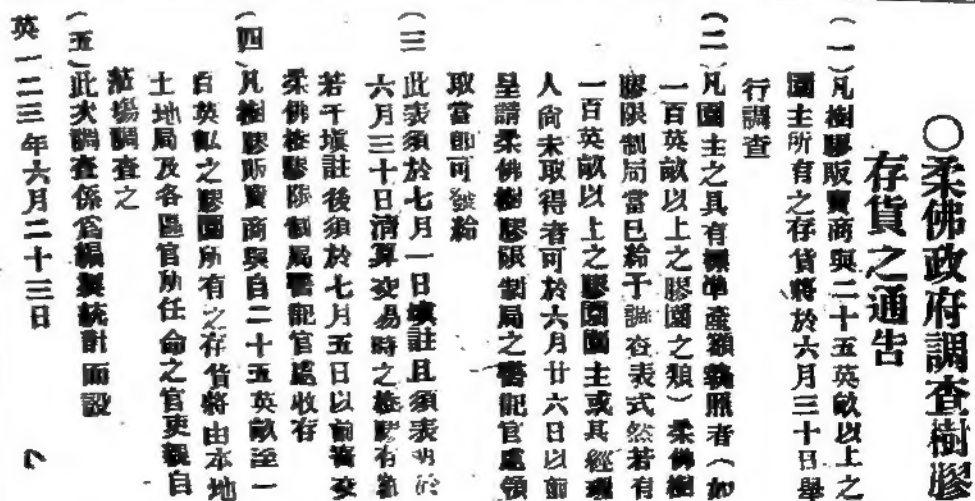 ○柔佛政府調查樹膠
存貨之通告
(一)凡樹膠販賣商與二十五英畝以上之
園主所有之存貨將於六月三十日舉
行調查
(二)凡園主之具有標準產額執照者(如
一百英畝以上之膠園之類)柔佛樹
膠限制局當已給予調查表式然若有
一百英畝以上之膠園園主或其經理
人尚未取得者可於六月廿六日以前
呈請柔佛樹膠限制局之書記官處領
取當即可發給
(三)此表須於七月一日填註且須表明於
六月三十日清算交易時之樹膠有
若干填註後須於七月五日以前寄交
柔佛樹膠限制局書記官處收存
(四)凡樹膠販賣商與自二十五英畝至一
百英畝之膠園所有之存貨將由本地
土地局及各區官所任命之官吏親自
蒞塲調查之
(五)此次調查係為編製統計而設
英一二三年六月二十三日